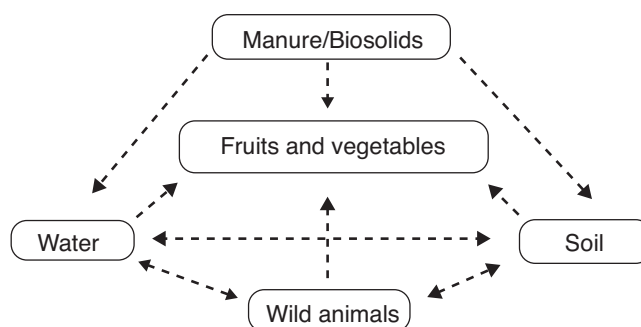 Manure/Biosolids
Fruits and vegetables
Water
Soil
Wild animals